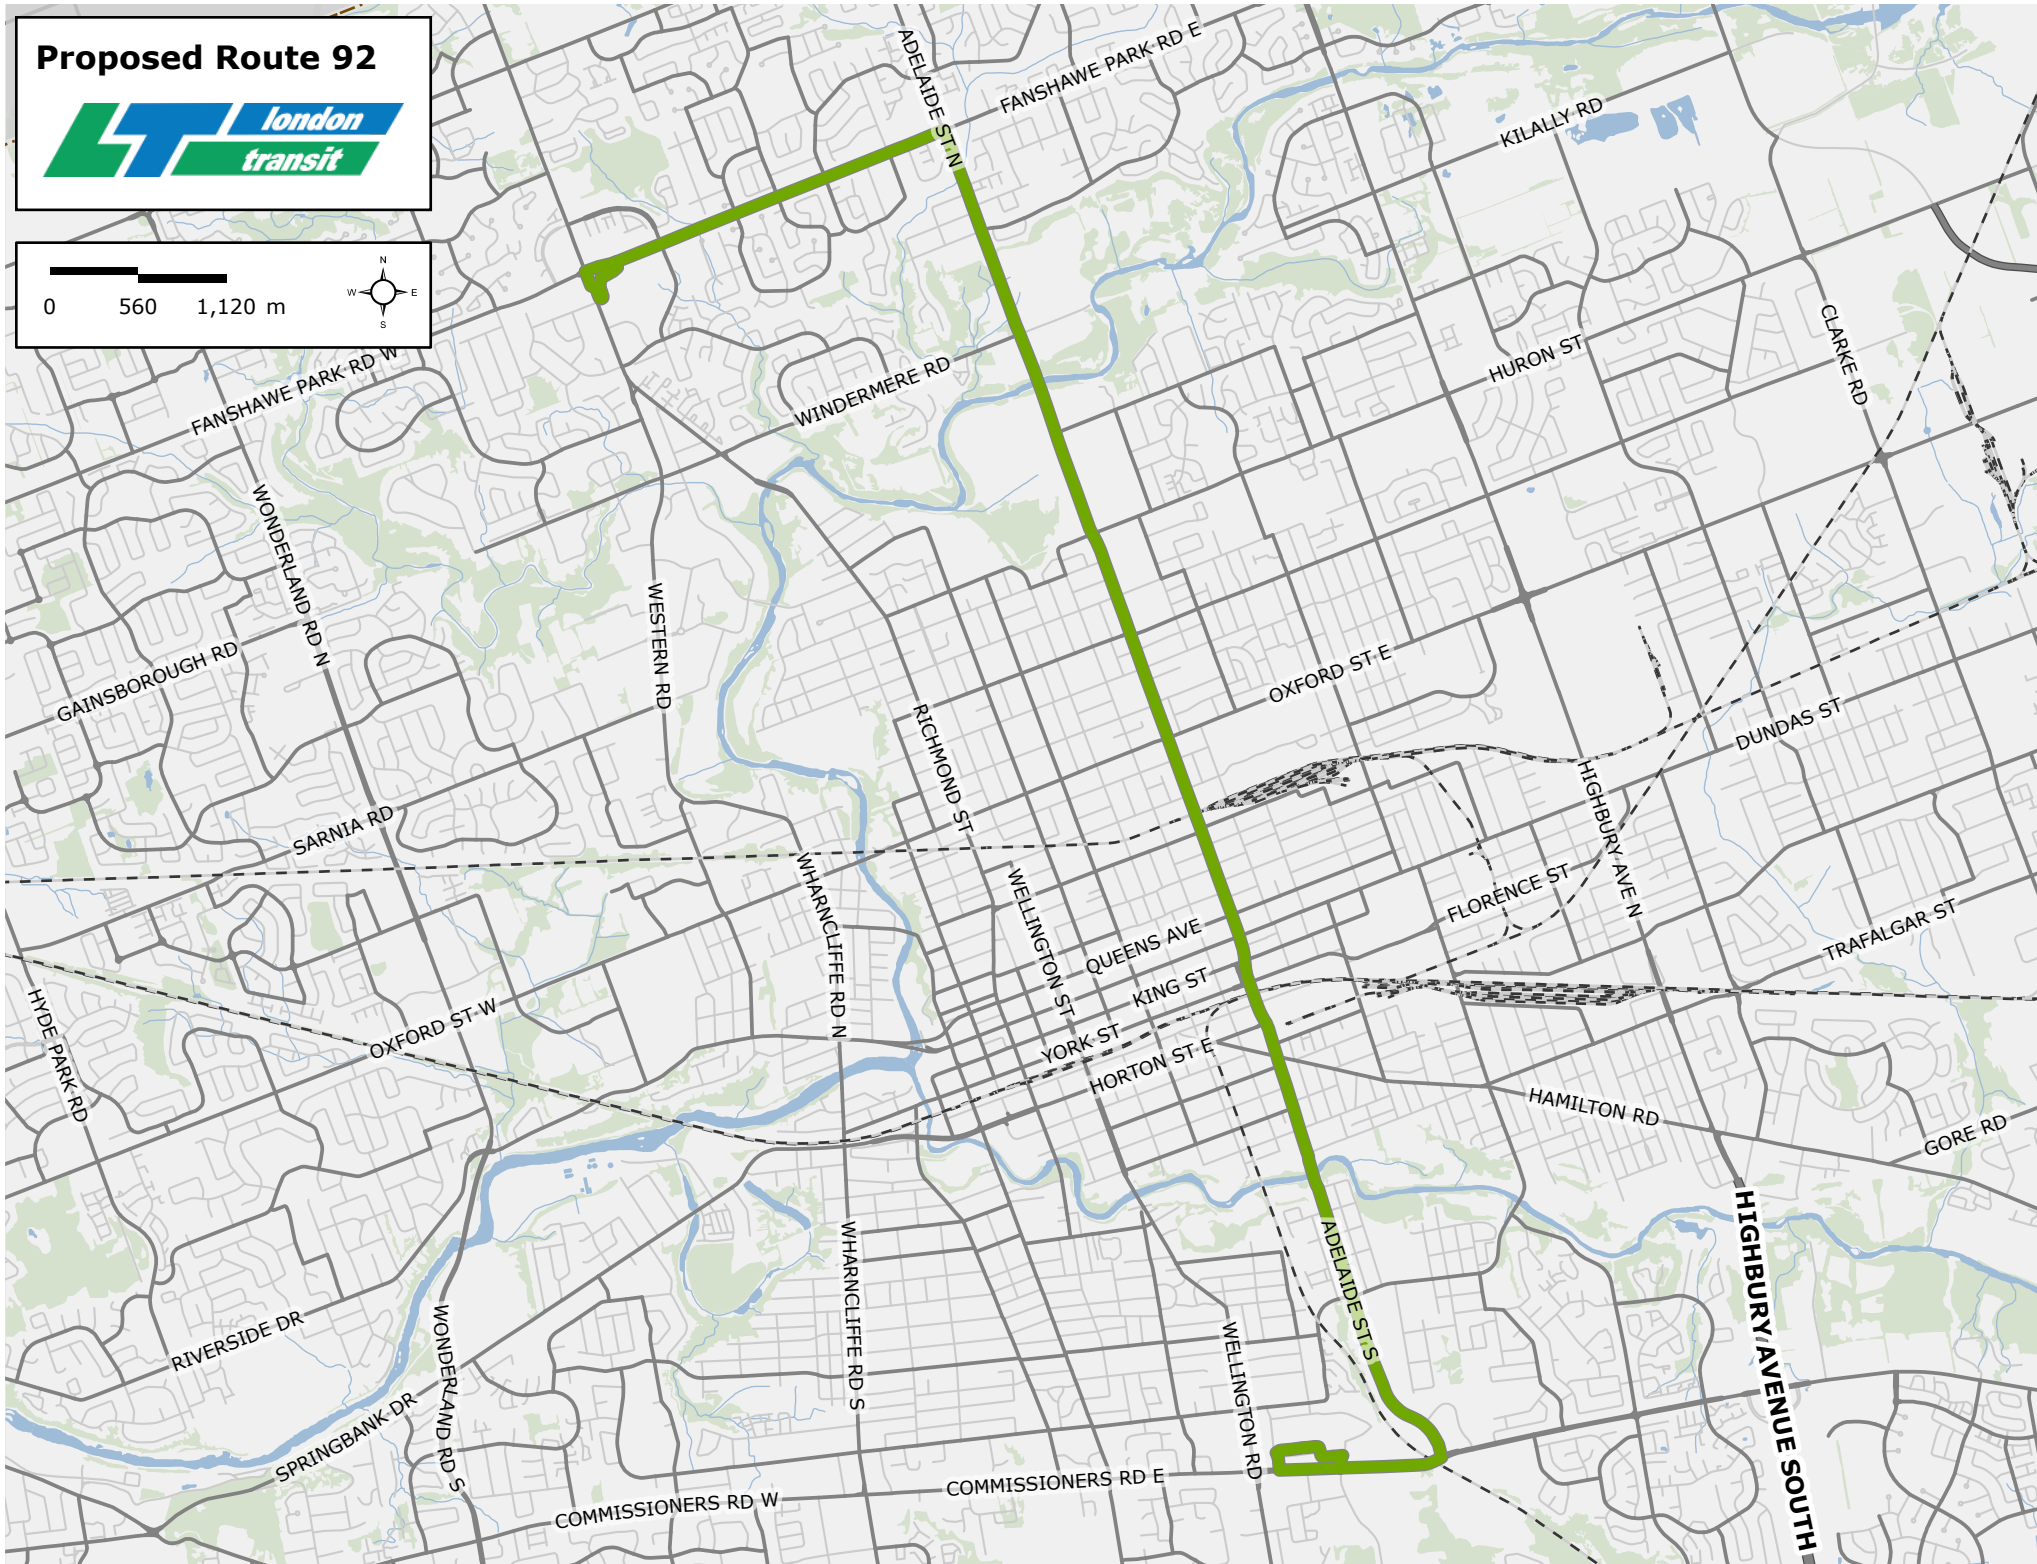 Proposed Route 92
london
transit
0 560 1,120 m
N
W E
S
ADELAIDE ST N
FANSHAWE PARK RD E
KILALLY RD
FANSHAWE PARK RD W
WINDERMERE RD
HURON ST
CLARKE RD
WONDERLAND RD N
WESTERN RD
GAINSBOROUGH RD
OXFORD ST E
RICHMOND ST
DUNDAS ST
SARNIA RD
HIGHBURY AVE N
WHARNCLIFFE RD N
WELLINGTON ST
FLORENCE ST
QUEENS AVE
TRAFALGAR ST
KING ST
HYDE PARK RD
OXFORD ST W
YORK ST
HORTON ST E
HAMILTON RD
GORE RD
HIGHBURY AVENUE SOUTH
ADELAIDE ST S
WHARNCLIFFE RD S
RIVERSIDE DR
WONDERLAND RD S
WELLINGTON RD
SPRINGBANK DR
COMMISSIONERS RD E
COMMISSIONERS RD W